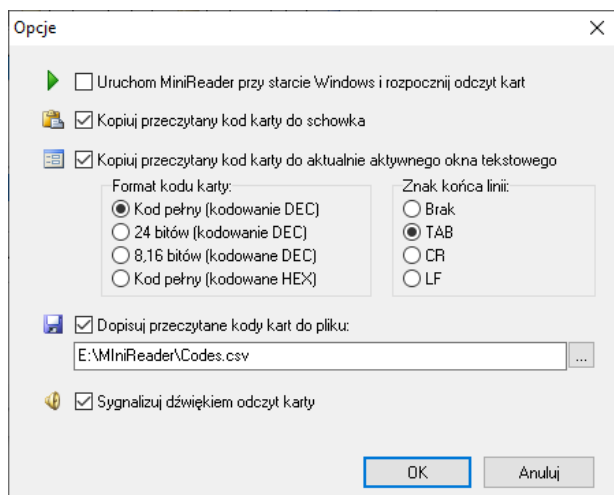 Opcje
Uruchom MiniReader przy starcie Windows i rozpocznij odczyt kart
Kopiuj przeczytany kod karty do schowka
Kopiuj przeczytany kod karty do aktualnie aktywnego okna tekstowego
Format kodu karty:
Kod pełny (kodowanie DEC)
24 bitów (kodowanie DEC)
8,16 bitów (kodowane DEC)
Kod pełny (kodowane HEX)
Znak końca linii:
Brak
TAB
CR
LF
Dopisuj przeczytane kody kart do pliku:
E:\MIniReader\Codes.csv
...
Sygnalizuj dźwiękiem odczyt karty
OK
Anuluj